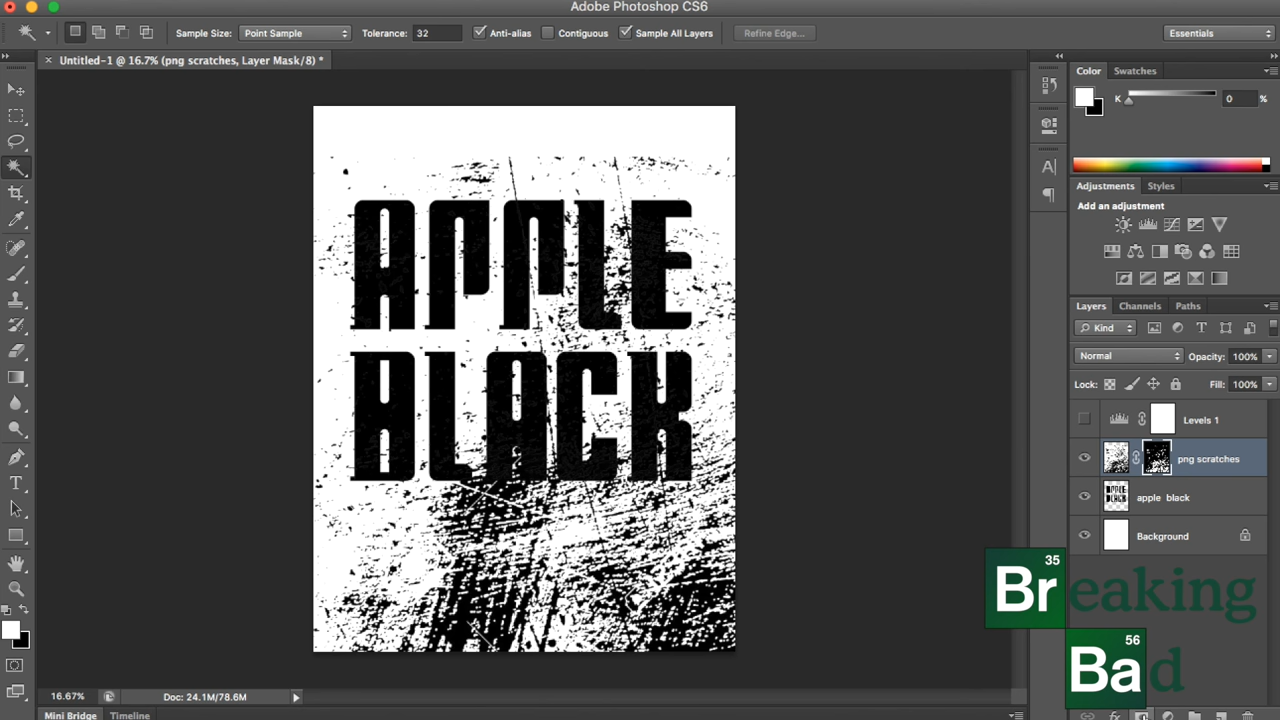 Adobe Photoshop CS6
Sample Size: Point Sample Tolerance: 32 Anti-alias Contiguous Sample All Layers Refine Edge... Essentials
Untitled-1 @ 16.7% (png scratches, Layer Mask/8) *
Color Swatches
K 0 %
Adjustments Styles
Add an adjustment
Layers Channels Paths
Kind
Normal Opacity: 100%
Lock: Fill: 100%
Levels 1
png scratches
apple black
Background
APPLE
BLACK
35
Breaking
56
Bad
16.67% Doc: 24.1M/78.6M
Mini Bridge Timeline